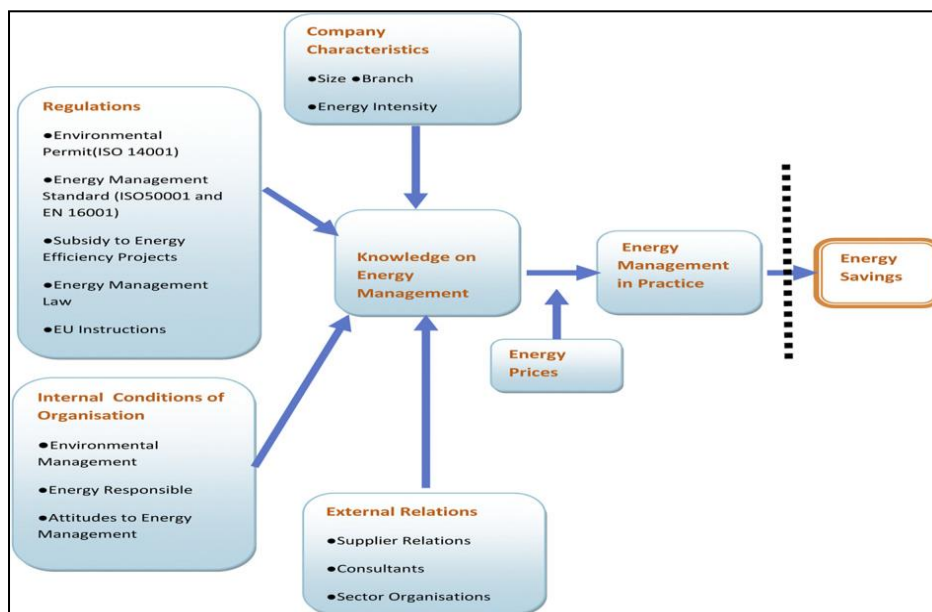 Company
Characteristics
●Size ●Branch
●Energy Intensity
Regulations
●Environmental
Permit(ISO 14001)
●Energy Management
Standard (ISO50001 and
EN 16001)
●Subsidy to Energy
Efficiency Projects
●Energy Management
Law
●EU Instructions
Knowledge on
Energy
Management
Energy
Management
in Practice
Energy
Savings
Energy
Prices
Internal Conditions of
Organisation
●Environmental
Management
●Energy Responsible
●Attitudes to Energy
Management
External Relations
●Supplier Relations
●Consultants
●Sector Organisations